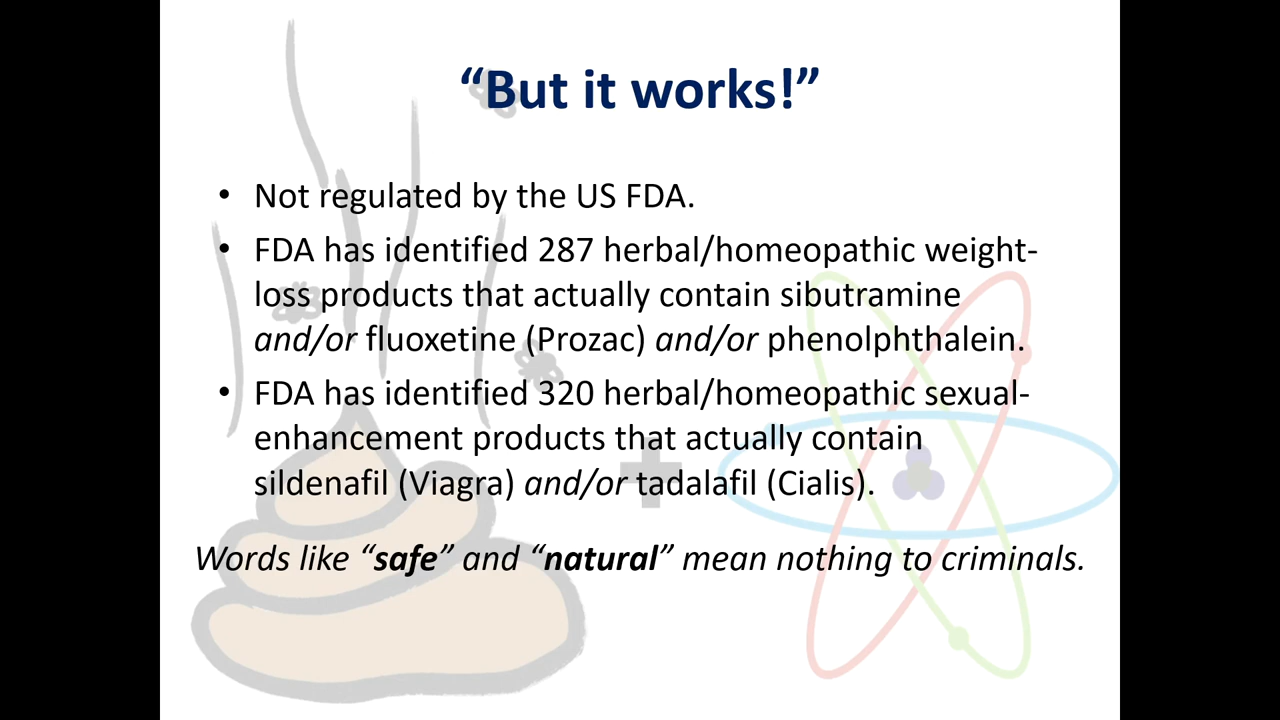 “But it works!”
• Not regulated by the US FDA.
• FDA has identified 287 herbal/homeopathic weight-
loss products that actually contain sibutramine
and/or fluoxetine (Prozac) and/or phenolphthalein.
• FDA has identified 320 herbal/homeopathic sexual-
enhancement products that actually contain
sildenafil (Viagra) and/or tadalafil (Cialis).
Words like “safe” and “natural” mean nothing to criminals.